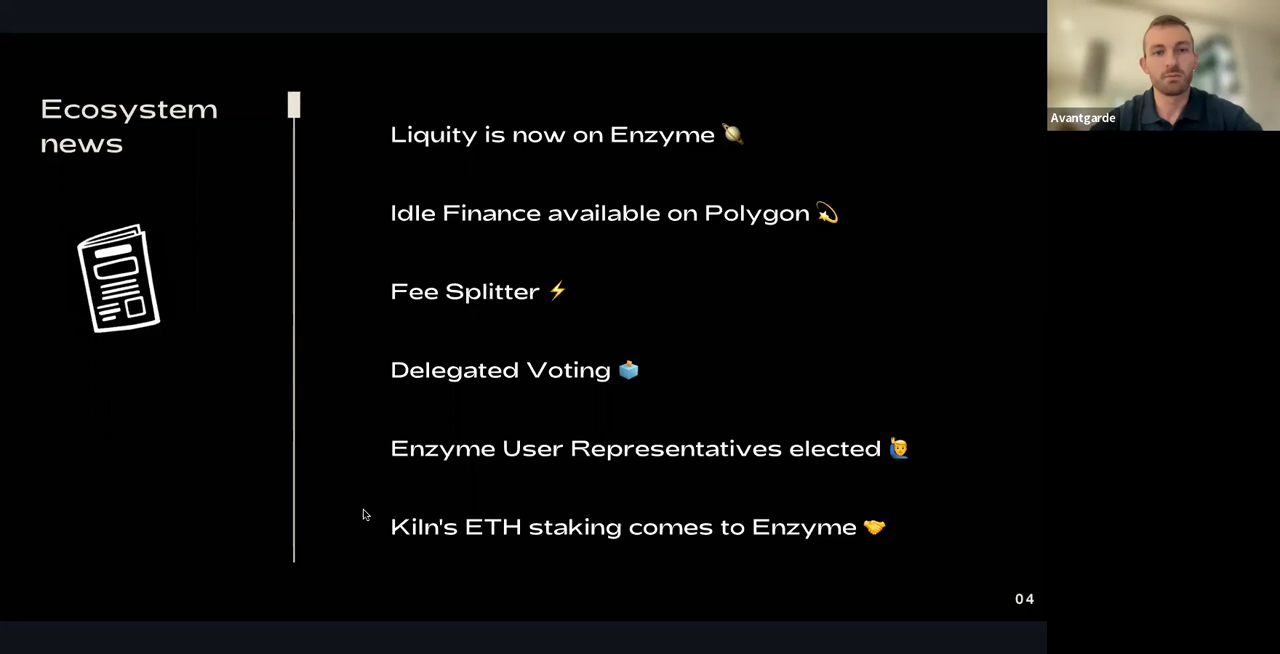 Ecosystem
news
Liquity is now on Enzyme 🪐
Idle Finance available on Polygon 💫
Fee Splitter ⚡
Delegated Voting 🗳️
Enzyme User Representatives elected 🙋‍♂️
Kiln's ETH staking comes to Enzyme 🤝
04
Avantgarde